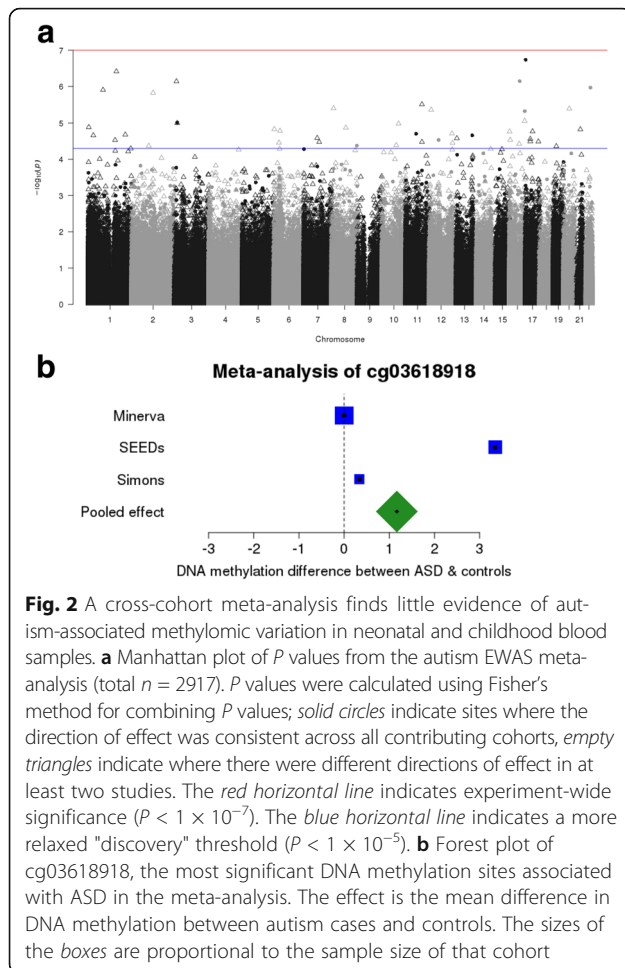 a
7
6
5
4
3
2
1
0
-log10(p)
1 2 3 4 5 6 7 8 9 10 11 12 13 14 15 17 19 21
Chromosome
b
Meta-analysis of cg03618918
Minerva
SEEDs
Simons
Pooled effect
-3 -2 -1 0 1 2 3
DNA methylation difference between ASD & controls
Fig. 2 A cross-cohort meta-analysis finds little evidence of aut-
ism-associated methylomic variation in neonatal and childhood blood
samples. a Manhattan plot of P values from the autism EWAS meta-
analysis (total n = 2917). P values were calculated using Fisher's
method for combining P values; solid circles indicate sites where the
direction of effect was consistent across all contributing cohorts, empty
triangles indicate where there were different directions of effect in at
least two studies. The red horizontal line indicates experiment-wide
significance (P < 1 × 10⁻⁷). The blue horizontal line indicates a more
relaxed "discovery" threshold (P < 1 × 10⁻⁵). b Forest plot of
cg03618918, the most significant DNA methylation sites associated
with ASD in the meta-analysis. The effect is the mean difference in
DNA methylation between autism cases and controls. The sizes of
the boxes are proportional to the sample size of that cohort